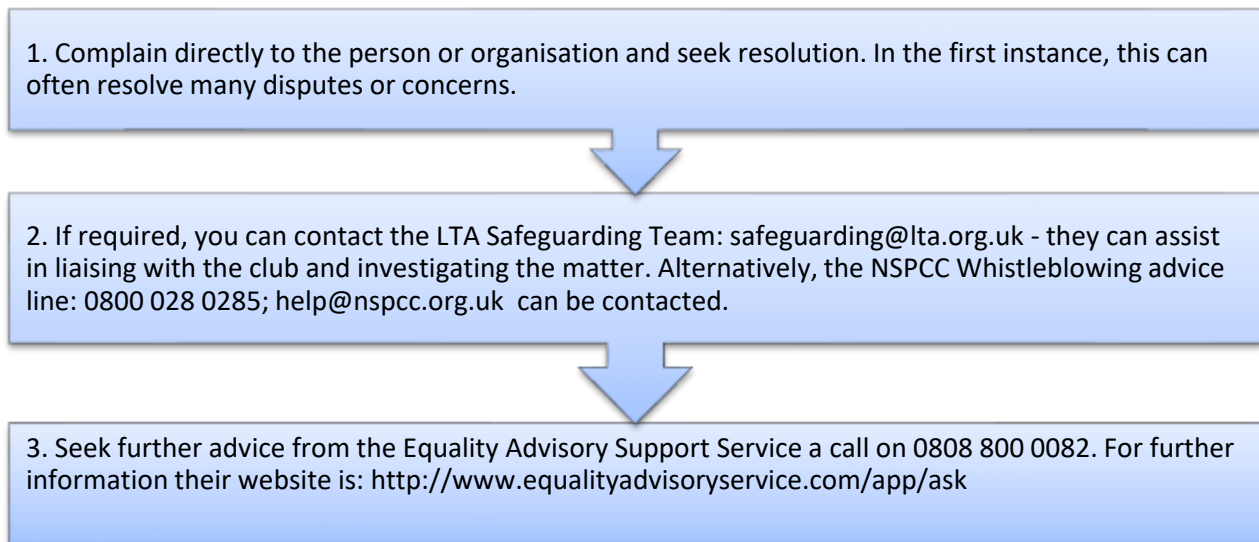 1. Complain directly to the person or organisation and seek resolution. In the first instance, this can
often resolve many disputes or concerns.
2. If required, you can contact the LTA Safeguarding Team: safeguarding@lta.org.uk - they can assist
in liaising with the club and investigating the matter. Alternatively, the NSPCC Whistleblowing advice
line: 0800 028 0285; help@nspcc.org.uk  can be contacted.
3. Seek further advice from the Equality Advisory Support Service a call on 0808 800 0082. For further
information their website is: http://www.equalityadvisoryservice.com/app/ask